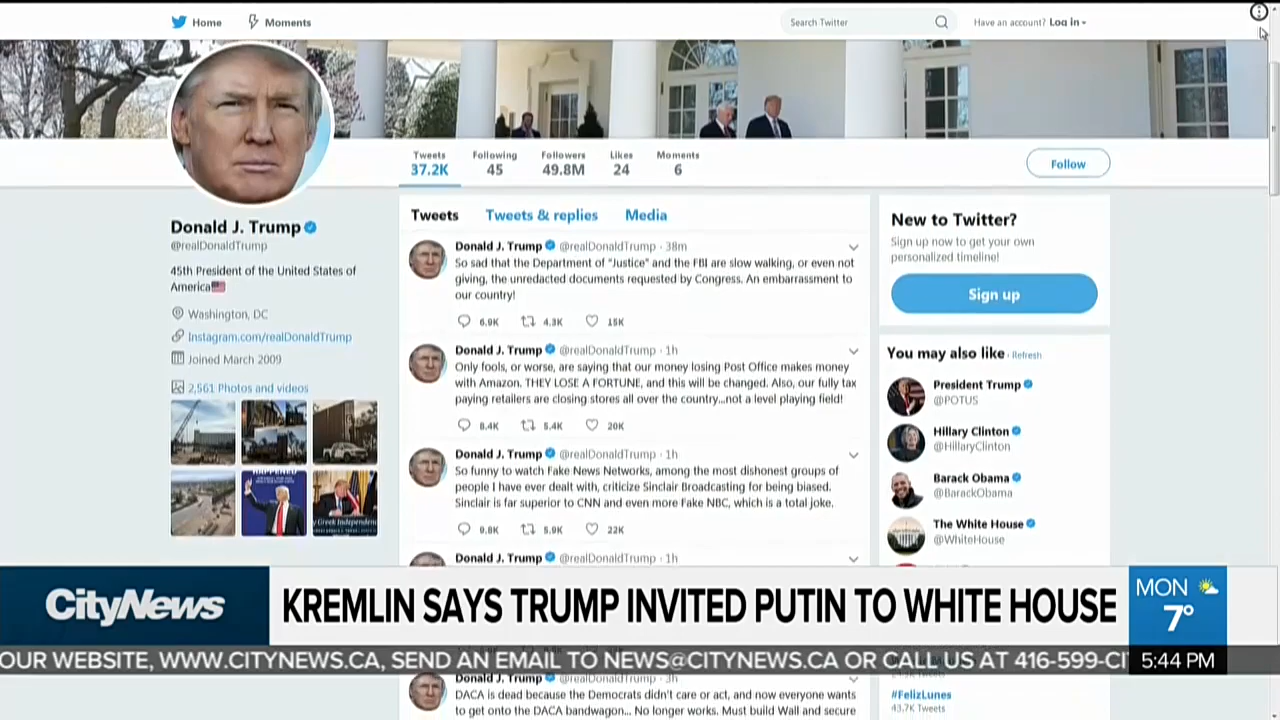 Home
Moments
Search Twitter
Have an account? Log in
Tweets
37.2K
Following
45
Followers
49.8M
Likes
24
Moments
6
Follow
Donald J. Trump
@realDonaldTrump
45th President of the United States of
America
Washington, DC
Instagram.com/realDonaldTrump
Joined March 2009
2,561 Photos and videos
HAPPENED
Greek Independence
Tweets
Tweets & replies
Media
Donald J. Trump @realDonaldTrump · 38m
So sad that the Department of "Justice" and the FBI are slow walking, or even not
giving, the unredacted documents requested by Congress. An embarrassment to
our country!
6.9K
4.3K
15K
Donald J. Trump @realDonaldTrump · 1h
Only fools, or worse, are saying that our money losing Post Office makes money
with Amazon. THEY LOSE A FORTUNE, and this will be changed. Also, our fully tax
paying retailers are closing stores all over the country...not a level playing field!
8.4K
5.4K
20K
Donald J. Trump @realDonaldTrump · 1h
So funny to watch Fake News Networks, among the most dishonest groups of
people I have ever dealt with, criticize Sinclair Broadcasting for being biased.
Sinclair is far superior to CNN and even more Fake NBC, which is a total joke.
9.8K
5.9K
22K
Donald J. Trump @realDonaldTrump · 1h
New to Twitter?
Sign up now to get your own
personalized timeline!
Sign up
You may also like · Refresh
President Trump
@POTUS
Hillary Clinton
@HillaryClinton
Barack Obama
@BarackObama
The White House
@WhiteHouse
CityNews
KREMLIN SAYS TRUMP INVITED PUTIN TO WHITE HOUSE
MON
7°
OUR WEBSITE, WWW.CITYNEWS.CA, SEND AN EMAIL TO NEWS@CITYNEWS.CA OR CALL US AT 416-599-CI
5:44 PM
Donald J. Trump @realDonaldTrump · 3h
DACA is dead because the Democrats didn't care or act, and now everyone wants
to get onto the DACA bandwagon... No longer works. Must build Wall and secure
#FelizLunes
43.7K Tweets